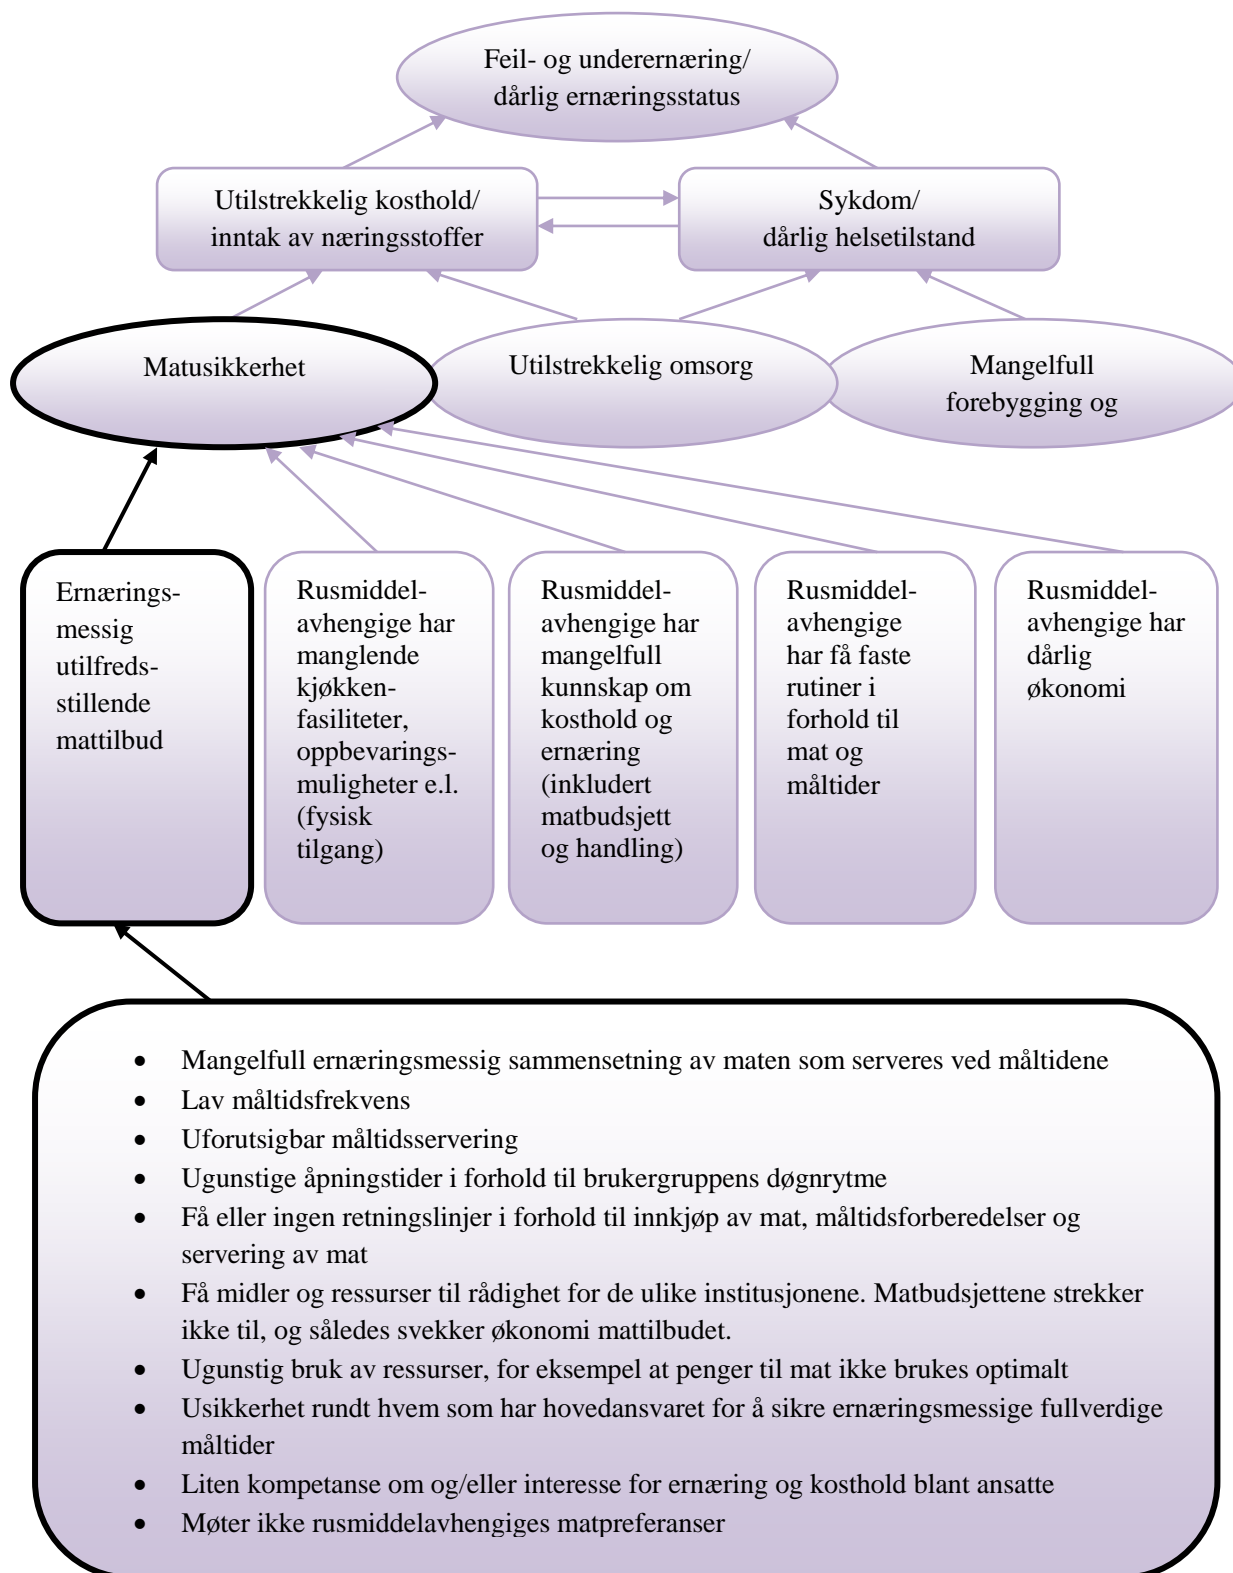 Feil- og underernæring/
dårlig ernæringsstatus
Utilstrekkelig kosthold/
inntak av næringsstoffer
Sykdom/
dårlig helsetilstand
Matusikkerhet
Utilstrekkelig omsorg
Mangelfull
forebygging og
Ernærings-
messig
utilfreds-
stillende
mattilbud
Rusmiddel-
avhengige har
manglende
kjøkken-
fasiliteter,
oppbevarings-
muligheter e.l.
(fysisk
tilgang)
Rusmiddel-
avhengige har
mangelfull
kunnskap om
kosthold og
ernæring
(inkludert
matbudsjett
og handling)
Rusmiddel-
avhengige
har få faste
rutiner i
forhold til
mat og
måltider
Rusmiddel-
avhengige har
dårlig
økonomi
• Mangelfull ernæringsmessig sammensetning av maten som serveres ved måltidene
• Lav måltidsfrekvens
• Uforutsigbar måltidsservering
• Ugunstige åpningstider i forhold til brukergruppens døgnrytme
• Få eller ingen retningslinjer i forhold til innkjøp av mat, måltidsforberedelser og
servering av mat
• Få midler og ressurser til rådighet for de ulike institusjonene. Matbudsjettene strekker
ikke til, og således svekker økonomi mattilbudet.
• Ugunstig bruk av ressurser, for eksempel at penger til mat ikke brukes optimalt
• Usikkerhet rundt hvem som har hovedansvaret for å sikre ernæringsmessige fullverdige
måltider
• Liten kompetanse om og/eller interesse for ernæring og kosthold blant ansatte
• Møter ikke rusmiddelavhengiges matpreferanser